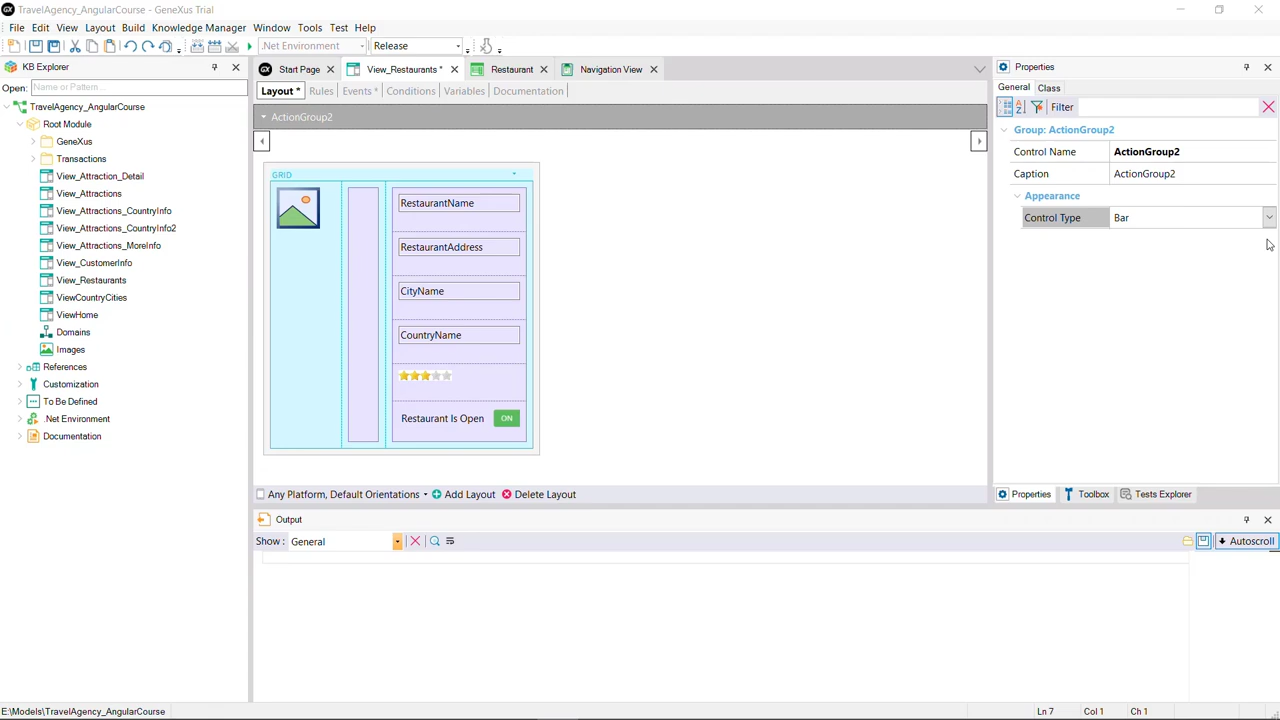 TravelAgency_AngularCourse - GeneXus Trial
File Edit View Layout Build Knowledge Manager Window Tools Test Help
.Net Environment Release
KB Explorer
Open: Name or Pattern...
TravelAgency_AngularCourse
Root Module
GeneXus
Transactions
View_Attraction_Detail
View_Attractions
View_Attractions_CountryInfo
View_Attractions_CountryInfo2
View_Attractions_MoreInfo
View_CustomerInfo
View_Restaurants
ViewCountryCities
ViewHome
Domains
Images
References
Customization
To Be Defined
.Net Environment
Documentation
Start Page View_Restaurants * Restaurant Navigation View
Layout * Rules Events * Conditions Variables Documentation
ActionGroup2
GRID
RestaurantName
RestaurantAddress
CityName
CountryName
Restaurant Is Open ON
Any Platform, Default Orientations Add Layout Delete Layout
Output
Show : General
Autoscroll
Properties
General Class
Filter
Group: ActionGroup2
Control Name ActionGroup2
Caption ActionGroup2
Appearance
Control Type Bar
Properties Toolbox Tests Explorer
E:\Models\TravelAgency_AngularCourse Ln 7 Col 1 Ch 1